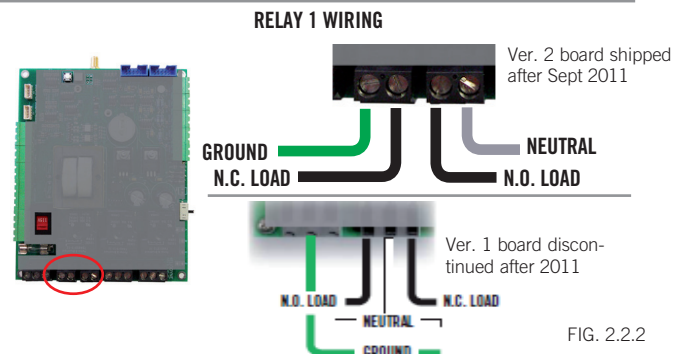 RELAY 1 WIRING
Ver. 2 board shipped
after Sept 2011
GROUND
NEUTRAL
N.C. LOAD
N.O. LOAD
Ver. 1 board discon-
tinued after 2011
N.O. LOAD
N.C. LOAD
NEUTRAL
GROUND
FIG. 2.2.2